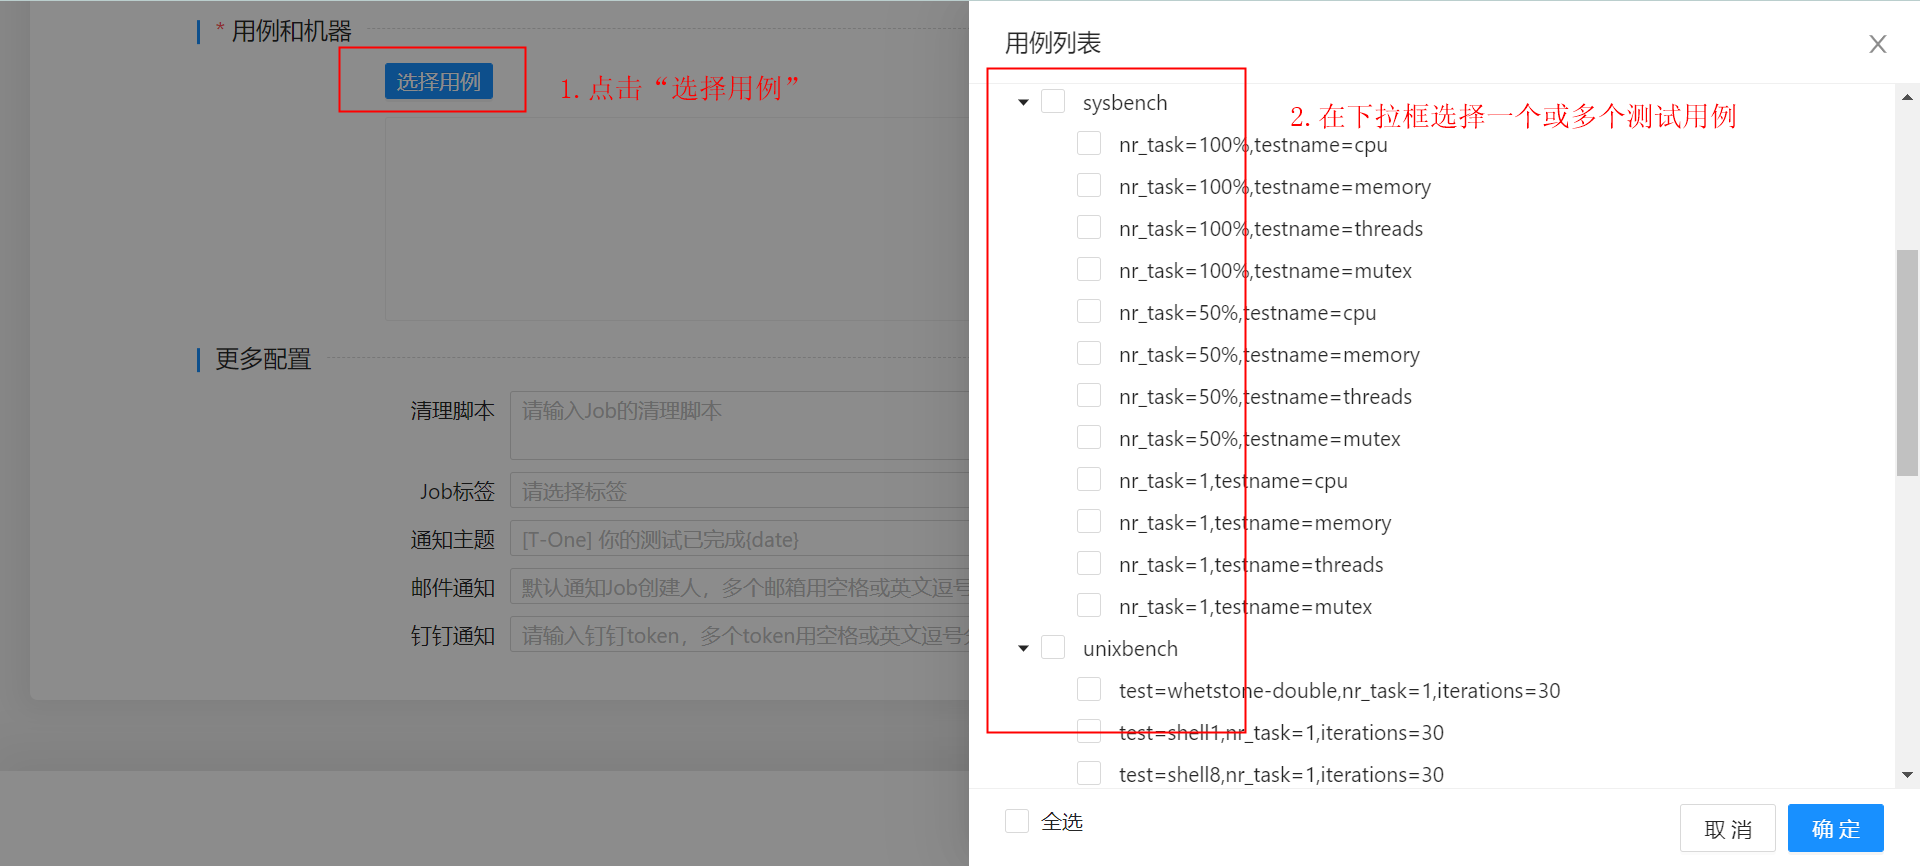 * 用例和机器
选择用例
1.点击“选择用例”
更多配置
清理脚本 请输入Job的清理脚本
Job标签 请选择标签
通知主题 [T-One] 你的测试已完成{date}
邮件通知 默认通知Job创建人，多个邮箱用空格或英文逗号
钉钉通知 请输入钉钉token，多个token用空格或英文逗号
用例列表
2.在下拉框选择一个或多个测试用例
sysbench
nr_task=100%,testname=cpu
nr_task=100%,testname=memory
nr_task=100%,testname=threads
nr_task=100%,testname=mutex
nr_task=50%,testname=cpu
nr_task=50%,testname=memory
nr_task=50%,testname=threads
nr_task=50%,testname=mutex
nr_task=1,testname=cpu
nr_task=1,testname=memory
nr_task=1,testname=threads
nr_task=1,testname=mutex
unixbench
test=whetstone-double,nr_task=1,iterations=30
test=shell1,nr_task=1,iterations=30
test=shell8,nr_task=1,iterations=30
全选
取 消
确 定